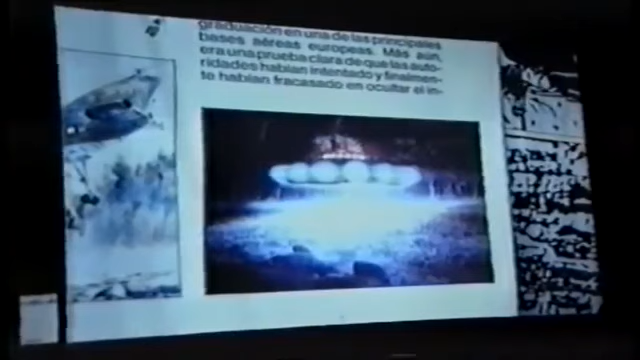 graduación en una de las principales
bases aéreas europeas. Más aún,
era una prueba clara de que las auto-
ridades habían intentado y finalmen-
te habían fracasado en ocultar el in-